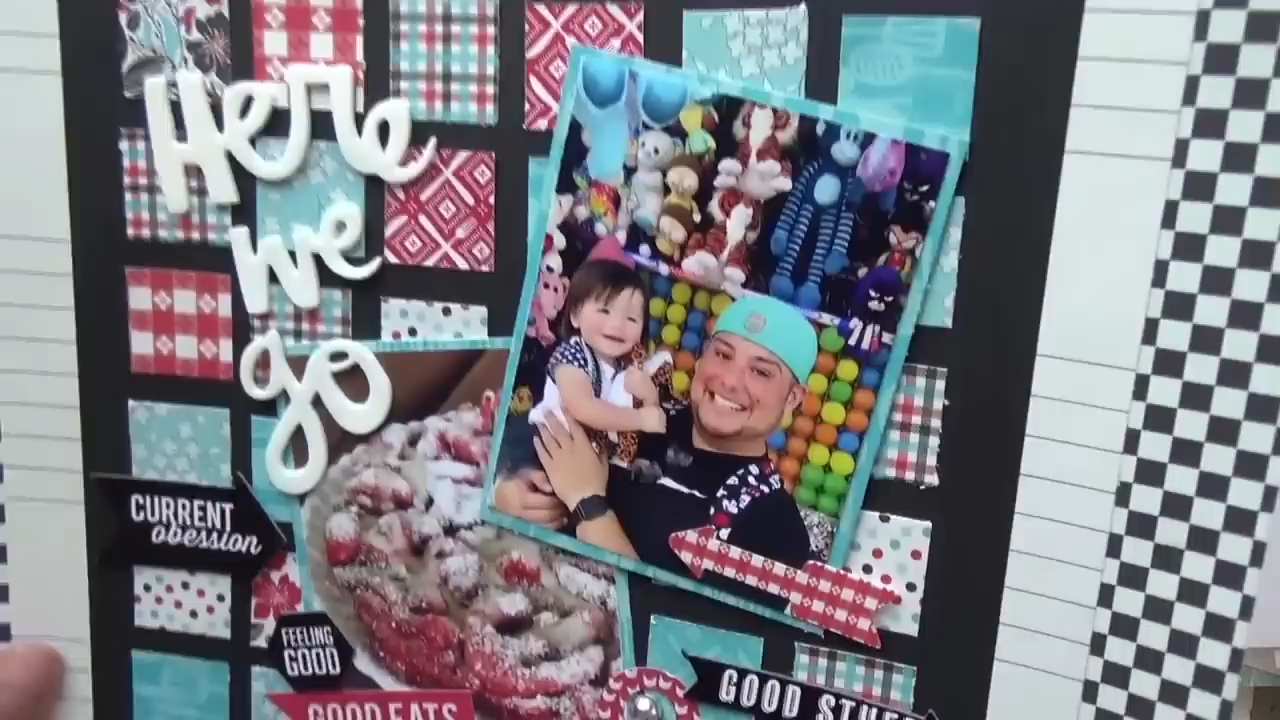 Here
we
go
CURRENT
obession
FEELING
GOOD
GOOD EATS
GOOD STUFF